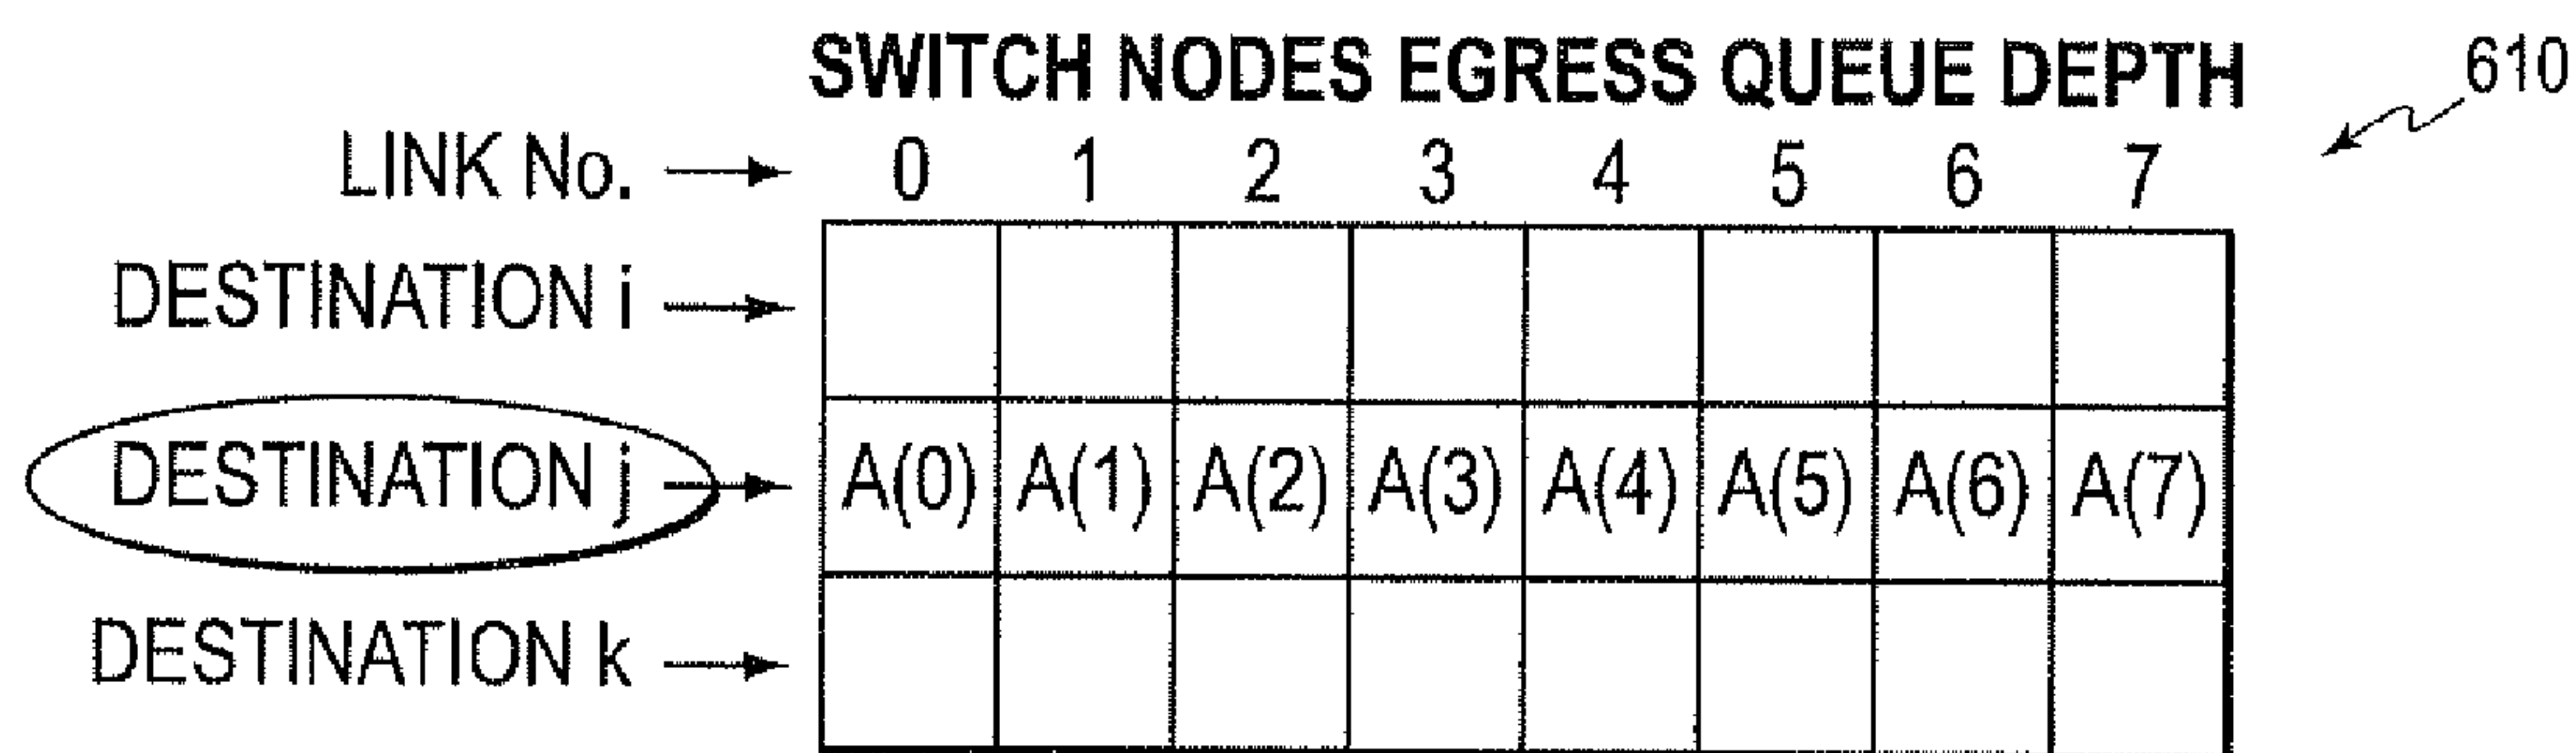 SWITCH NODES EGRESS QUEUE DEPTH
610
LINK No. 0 1 2 3 4 5 6 7
DESTINATION i
DESTINATION j A(0) A(1) A(2) A(3) A(4) A(5) A(6) A(7)
DESTINATION k